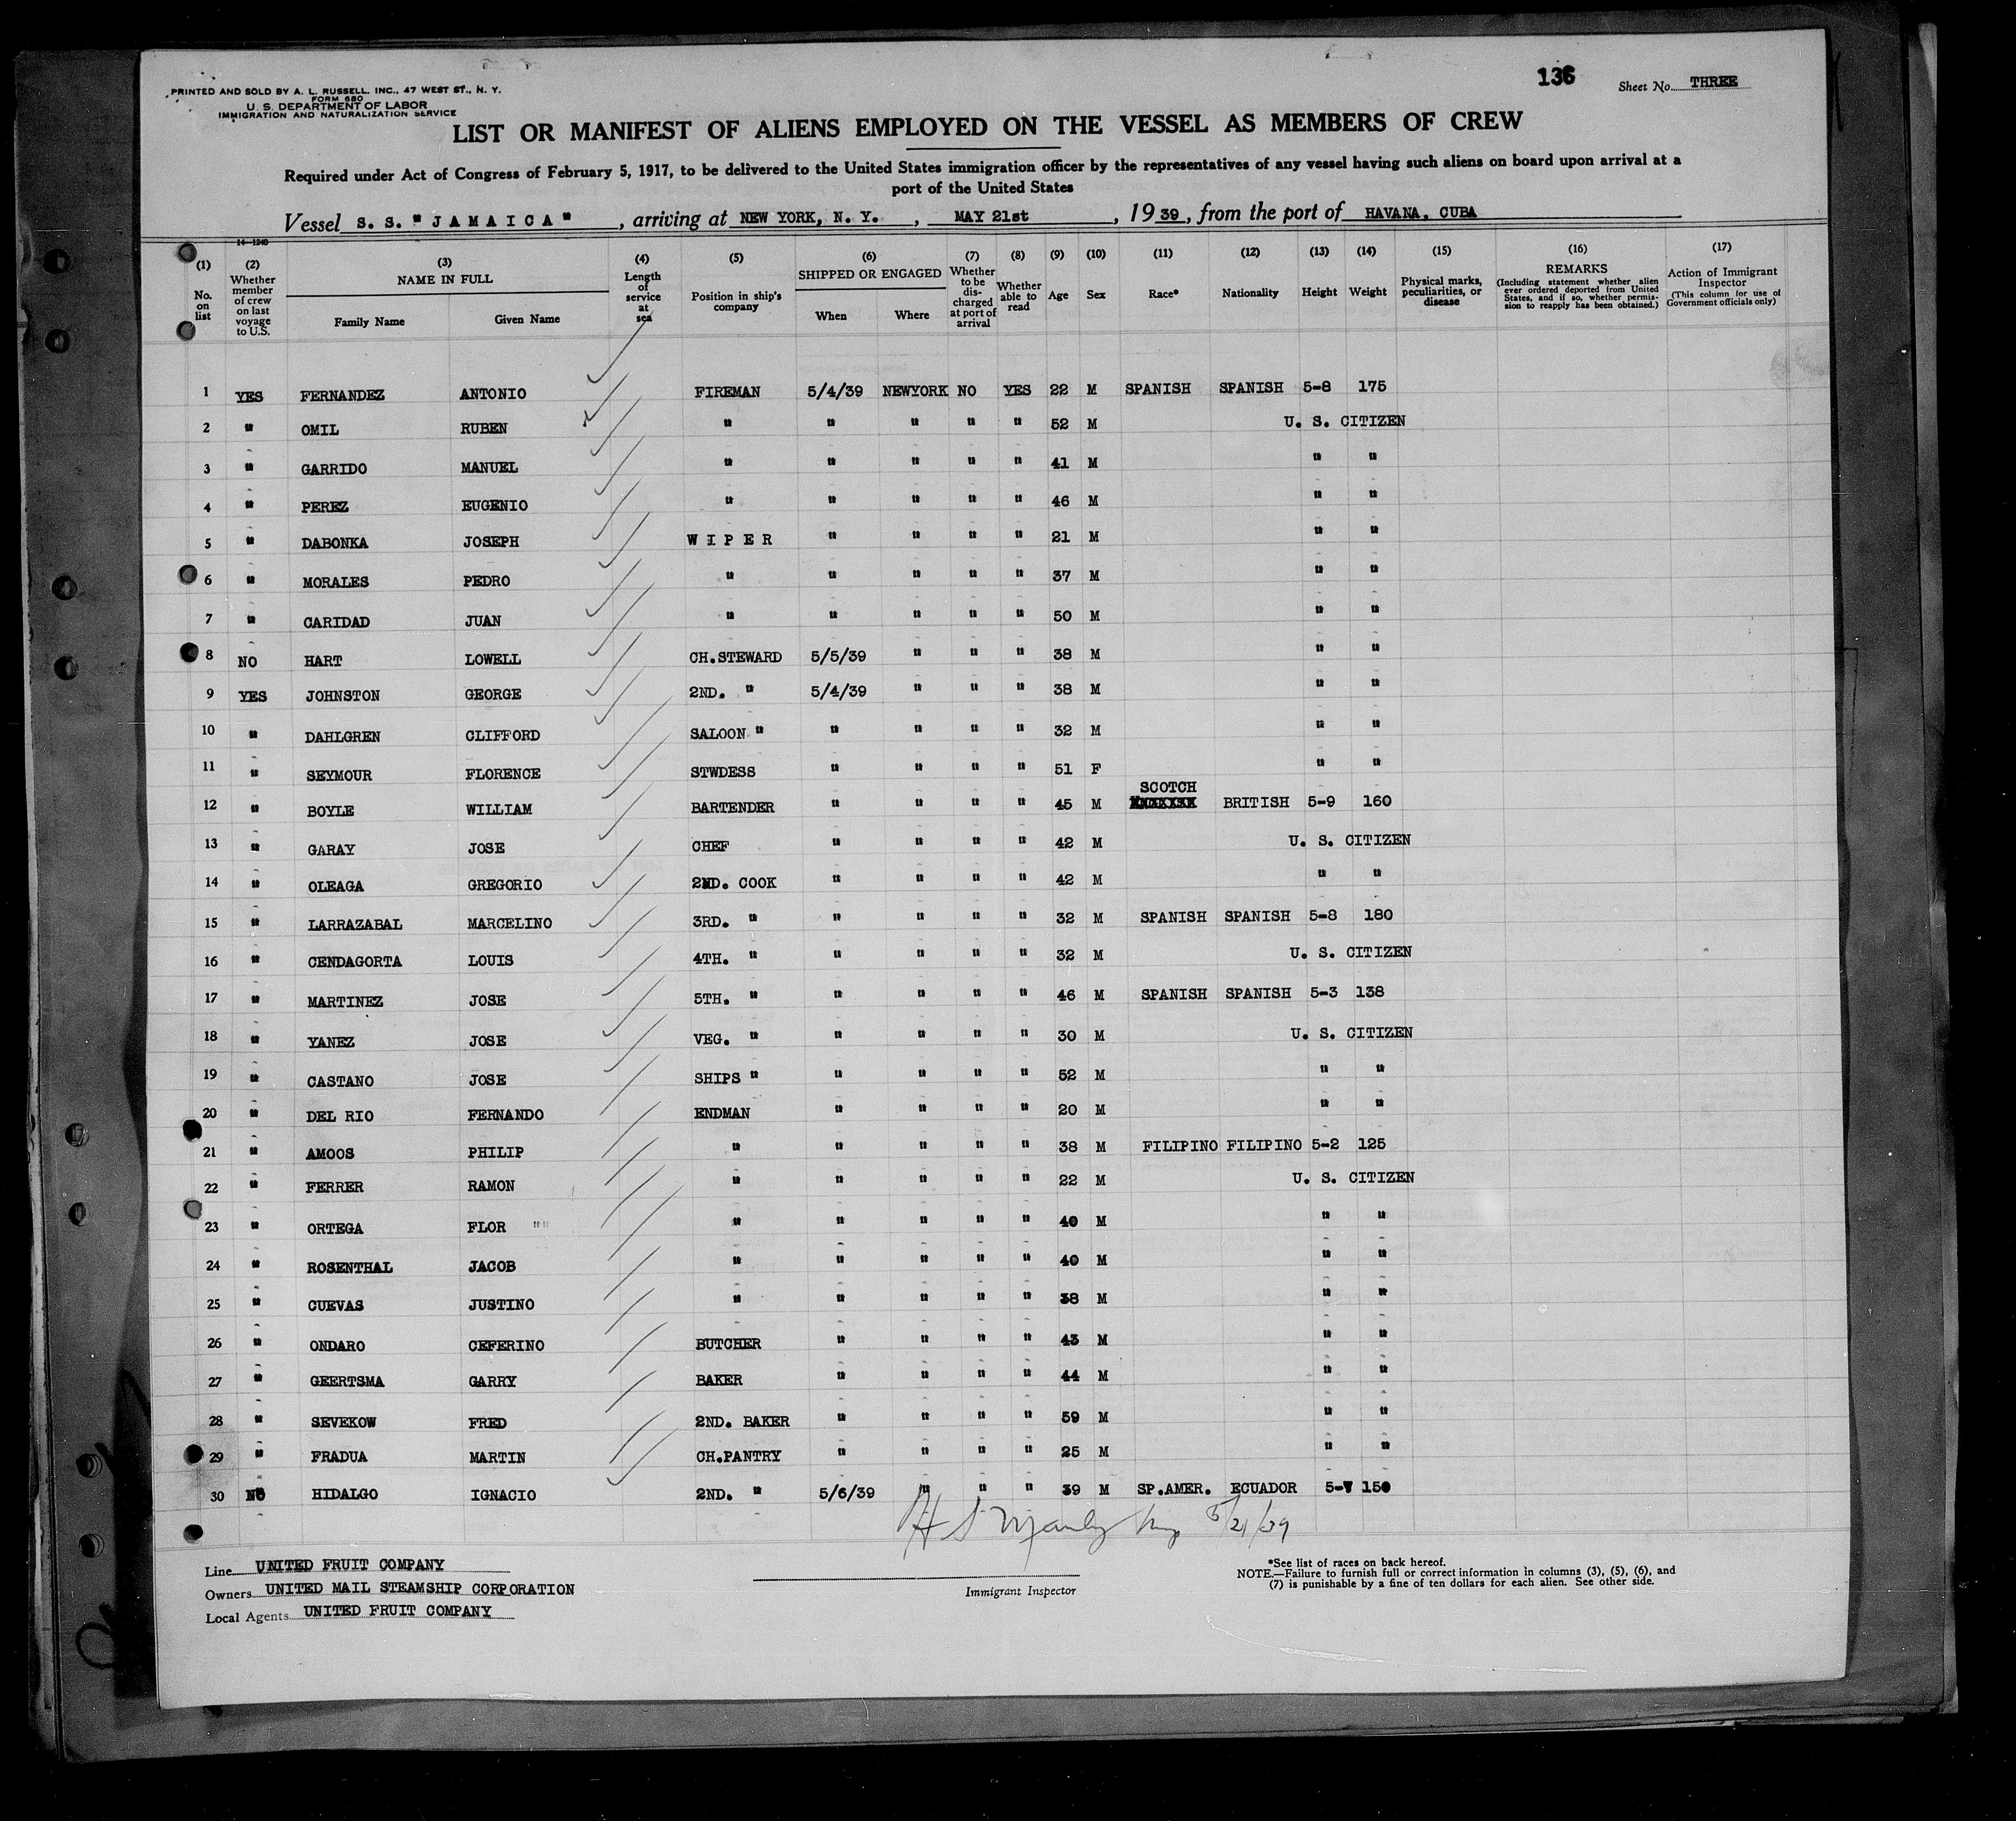 136
Sheet No. THREE
PRINTED AND SOLD BY A. L. RUSSELL, INC., 47 WEST ST., N. Y.
FORM 680
U. S. DEPARTMENT OF LABOR
IMMIGRATION AND NATURALIZATION SERVICE
LIST OR MANIFEST OF ALIENS EMPLOYED ON THE VESSEL AS MEMBERS OF CREW
Required under Act of Congress of February 5, 1917, to be delivered to the United States immigration officer by the representatives of any vessel having such aliens on board upon arrival at a
port of the United States
Vessel S. S. "JAMAICA", arriving at NEW YORK, N. Y., MAY 21st, 1939, from the port of HAVANA, CUBA
14-1240
(1) (2) (3) (4) (5) (6) (7) (8) (9) (10) (11) (12) (13) (14) (15) (16) (17)
No. on list | Whether member of crew on last voyage to U.S. | NAME IN FULL Family Name Given Name | Length of service at sea | Position in ship's company | SHIPPED OR ENGAGED When Where | Whether to be discharged at port of arrival | Whether able to read | Age | Sex | Race* | Nationality | Height | Weight | Physical marks, peculiarities, or disease | REMARKS (Including statement whether alien ever ordered deported from United States, and if so, whether permission to reapply has been obtained.) | Action of Immigrant Inspector (This column for use of Government officials only)
1 YES FERNANDEZ ANTONIO FIREMAN 5/4/39 NEWYORK NO YES 22 M SPANISH SPANISH 5-8 175
2 " OMIL RUBEN " " " " " 52 M U. S. CITIZEN
3 " GARRIDO MANUEL " " " " " 41 M " "
4 " PEREZ EUGENIO " " " " " 46 M " "
5 " DABONKA JOSEPH WIPER " " " " 21 M " "
6 " MORALES PEDRO " " " " " 37 M " "
7 " CARIDAD JUAN " " " " " 50 M " "
8 NO HART LOWELL CH.STEWARD 5/5/39 " " " 38 M " "
9 YES JOHNSTON GEORGE 2ND. " 5/4/39 " " " 38 M " "
10 " DAHLGREN CLIFFORD SALOON " " " " " 32 M " "
11 " SEYMOUR FLORENCE STWDESS " " " " 51 F " "
12 " BOYLE WILLIAM BARTENDER " " " " 45 M SCOTCH BRITISH 5-9 160
13 " GARAY JOSE CHEF " " " " 42 M U. S. CITIZEN
14 " OLEAGA GREGORIO 2ND. COOK " " " " 42 M " "
15 " LARRAZABAL MARCELINO 3RD. " " " " " 32 M SPANISH SPANISH 5-8 180
16 " CENDAGORTA LOUIS 4TH. " " " " " 32 M U. S. CITIZEN
17 " MARTINEZ JOSE 5TH. " " " " " 46 M SPANISH SPANISH 5-3 138
18 " YANEZ JOSE VEG. " " " " " 30 M U. S. CITIZEN
19 " CASTANO JOSE SHIPS " " " " " 52 M " "
20 " DEL RIO FERNANDO ENDMAN " " " " 20 M " "
21 " AMOOS PHILIP " " " " " 38 M FILIPINO FILIPINO 5-2 125
22 " FERRER RAMON " " " " " 22 M U. S. CITIZEN
23 " ORTEGA FLOR " " " " " 40 M " "
24 " ROSENTHAL JACOB " " " " " 40 M " "
25 " CUEVAS JUSTINO " " " " " 38 M " "
26 " ONDARO CEFERINO BUTCHER " " " " 43 M " "
27 " GEERTSMA GARRY BAKER " " " " 44 M " "
28 " SEVEKOW FRED 2ND. BAKER " " " " 59 M " "
29 " FRADUA MARTIN CH.PANTRY " " " " 25 M " "
30 NO HIDALGO IGNACIO 2ND. " 5/6/39 " " " 39 M SP.AMER. ECUADOR 5-7 150
5/21/39
Line UNITED FRUIT COMPANY
Owners UNITED MAIL STEAMSHIP CORPORATION
Local Agents UNITED FRUIT COMPANY
Immigrant Inspector
*See list of races on back hereof.
NOTE.—Failure to furnish full or correct information in columns (3), (5), (6), and
(7) is punishable by a fine of ten dollars for each alien. See other side.